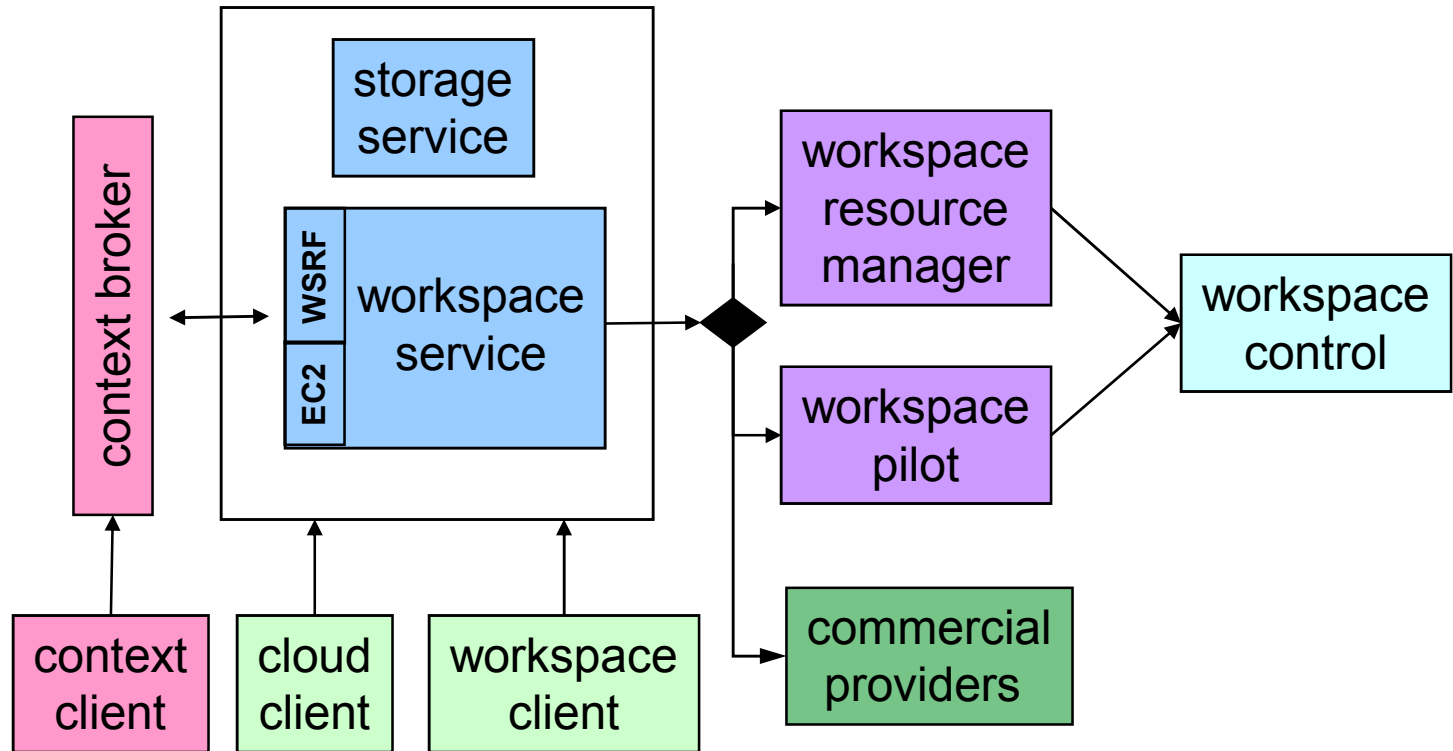 storage
service
context broker
WSRF
EC2
workspace
service
workspace
resource
manager
workspace
pilot
workspace
control
commercial
providers
context
client
cloud
client
workspace
client